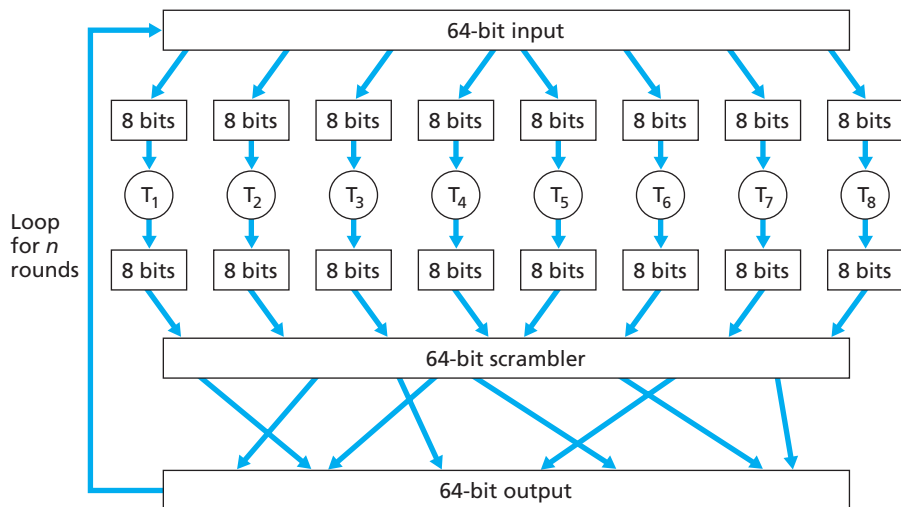 64-bit input
8 bits 8 bits 8 bits 8 bits 8 bits 8 bits 8 bits 8 bits
T1 T2 T3 T4 T5 T6 T7 T8
Loop
for n
rounds
8 bits 8 bits 8 bits 8 bits 8 bits 8 bits 8 bits 8 bits
64-bit scrambler
64-bit output